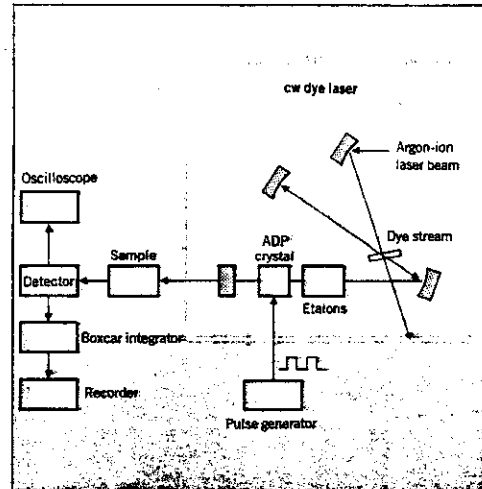 cw dye laser
Argon-ion
laser beam
Oscilloscope
Dye stream
ADP
crystal
Sample
Detector
Etalons
Boxcar integrator
Recorder
Pulse generator